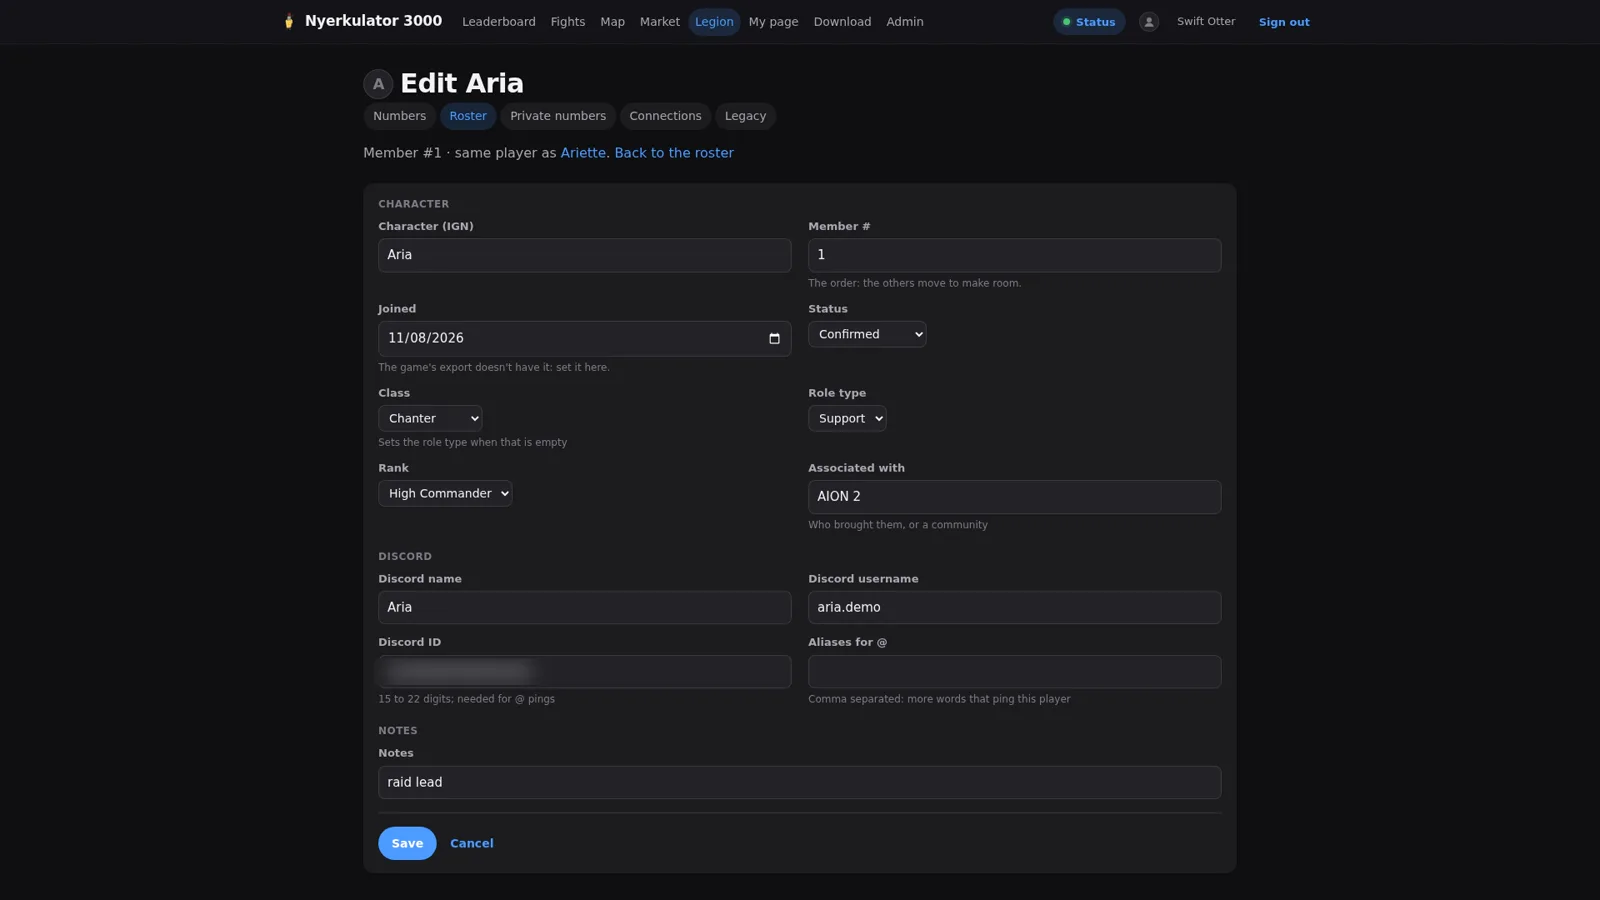 Nyerkulator 3000 Leaderboard Fights Map Market Legion My page Download Admin Status Swift Otter Sign out
A Edit Aria
Numbers Roster Private numbers Connections Legacy
Member #1 · same player as Ariette. Back to the roster
CHARACTER
Character (IGN) Member #
Aria 1
The order: the others move to make room.
Joined Status
11/08/2026 Confirmed
The game's export doesn't have it: set it here.
Class Role type
Chanter Support
Sets the role type when that is empty
Rank Associated with
High Commander AION 2
Who brought them, or a community
DISCORD
Discord name Discord username
Aria aria.demo
Discord ID Aliases for @
15 to 22 digits; needed for @ pings Comma separated: more words that ping this player
NOTES
Notes
raid lead
Save Cancel